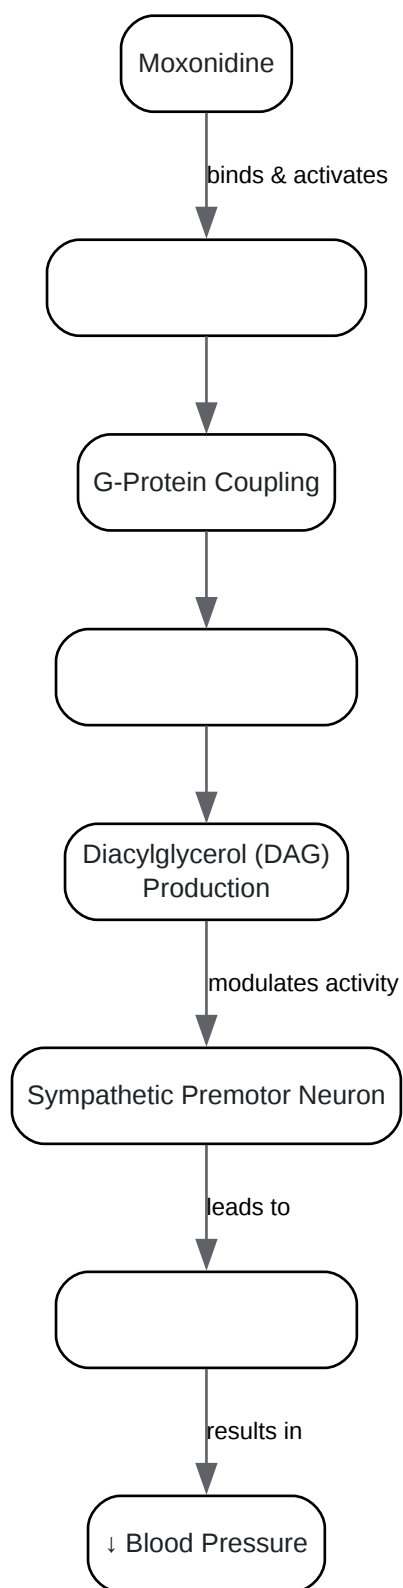 Moxonidine
binds & activates
G-Protein Coupling
Diacylglycerol (DAG)
Production
modulates activity
Sympathetic Premotor Neuron
leads to
results in
↓ Blood Pressure